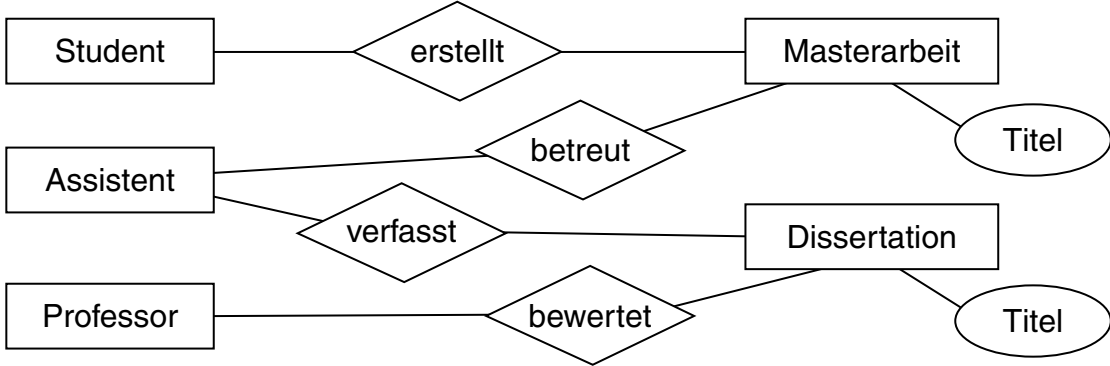 Student
erstellt
Masterarbeit
betreut
Titel
Assistent
verfasst
Dissertation
Professor
bewertet
Titel